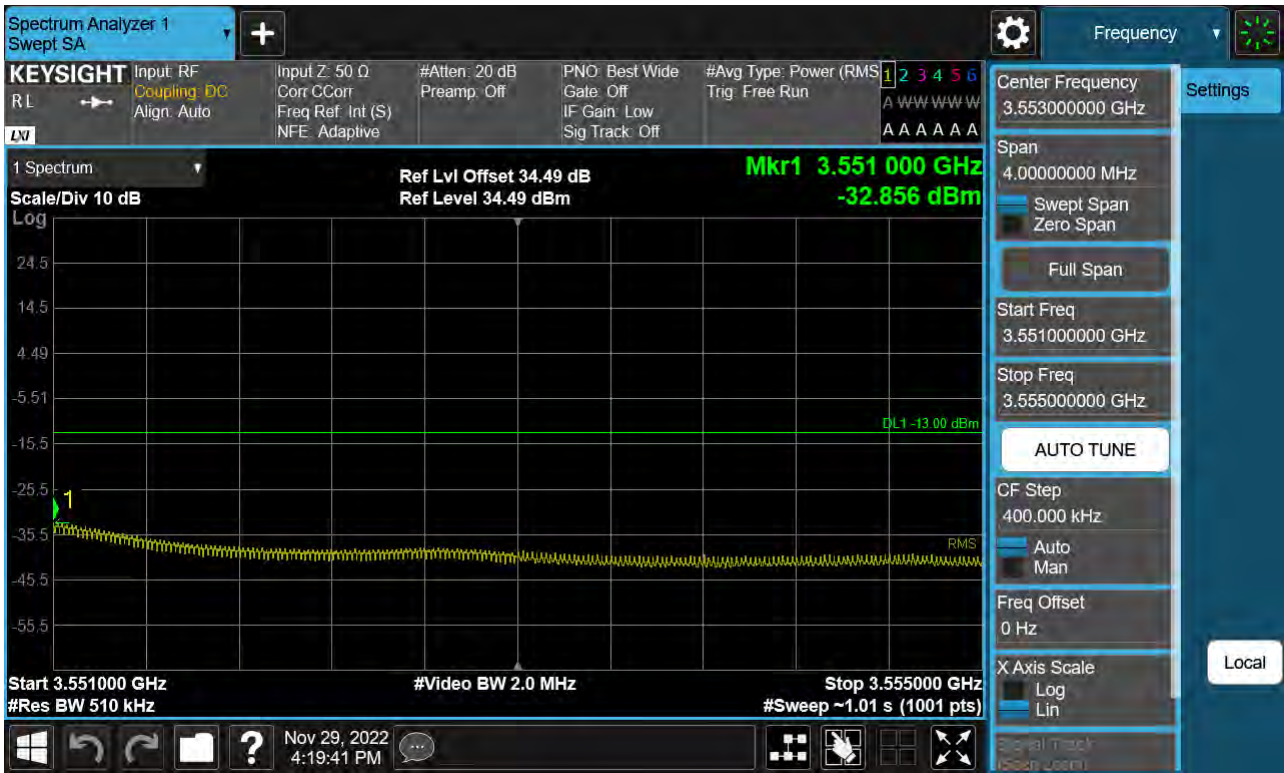 Spectrum Analyzer 1
Swept SA
+
Frequency
KEYSIGHT
RL
LXI
Input: RF
Coupling: DC
Align: Auto
Input Z: 50 Ω
Corr CCorr
Freq Ref: Int (S)
NFE: Adaptive
#Atten: 20 dB
Preamp: Off
PNO: Best Wide
Gate: Off
IF Gain: Low
Sig Track: Off
#Avg Type: Power (RMS
Trig: Free Run
1 2 3 4 5 6
A W W W W W
A A A A A A
1 Spectrum
Scale/Div 10 dB
Log
Ref Lvl Offset 34.49 dB
Ref Level 34.49 dBm
Mkr1 3.551 000 GHz
-32.856 dBm
24.5
14.5
4.49
-5.51
DL1 -13.00 dBm
-15.5
-25.5
1
-35.5
RMS
-45.5
-55.5
Start 3.551000 GHz
#Video BW 2.0 MHz
Stop 3.555000 GHz
#Res BW 510 kHz
#Sweep ~1.01 s (1001 pts)
Center Frequency
3.553000000 GHz
Settings
Span
4.00000000 MHz
Swept Span
Zero Span
Full Span
Start Freq
3.551000000 GHz
Stop Freq
3.555000000 GHz
AUTO TUNE
CF Step
400.000 kHz
Auto
Man
Freq Offset
0 Hz
X Axis Scale
Log
Lin
Local
Signal Track
(Span Zoom)
?
Nov 29, 2022
4:19:41 PM